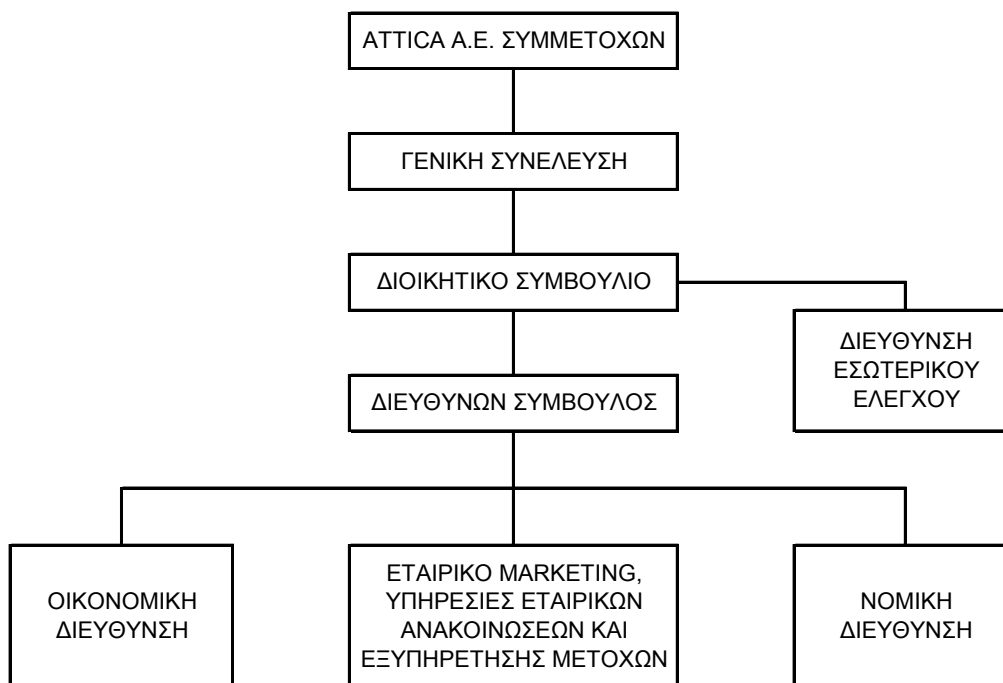 ATTICA Α.Ε. ΣΥΜΜΕΤΟΧΩΝ
ΓΕΝΙΚΗ ΣΥΝΕΛΕΥΣΗ
ΔΙΟΙΚΗΤΙΚΟ ΣΥΜΒΟΥΛΙΟ
ΔΙΕΥΘΥΝΣΗ
ΕΣΩΤΕΡΙΚΟΥ
ΕΛΕΓΧΟΥ
ΔΙΕΥΘΥΝΩΝ ΣΥΜΒΟΥΛΟΣ
ΟΙΚΟΝΟΜΙΚΗ
ΔΙΕΥΘΥΝΣΗ
ΕΤΑΙΡΙΚΟ MARKETING,
ΥΠΗΡΕΣΙΕΣ ΕΤΑΙΡΙΚΩΝ
ΑΝΑΚΟΙΝΩΣΕΩΝ ΚΑΙ
ΕΞΥΠΗΡΕΤΗΣΗΣ ΜΕΤΟΧΩΝ
ΝΟΜΙΚΗ
ΔΙΕΥΘΥΝΣΗ